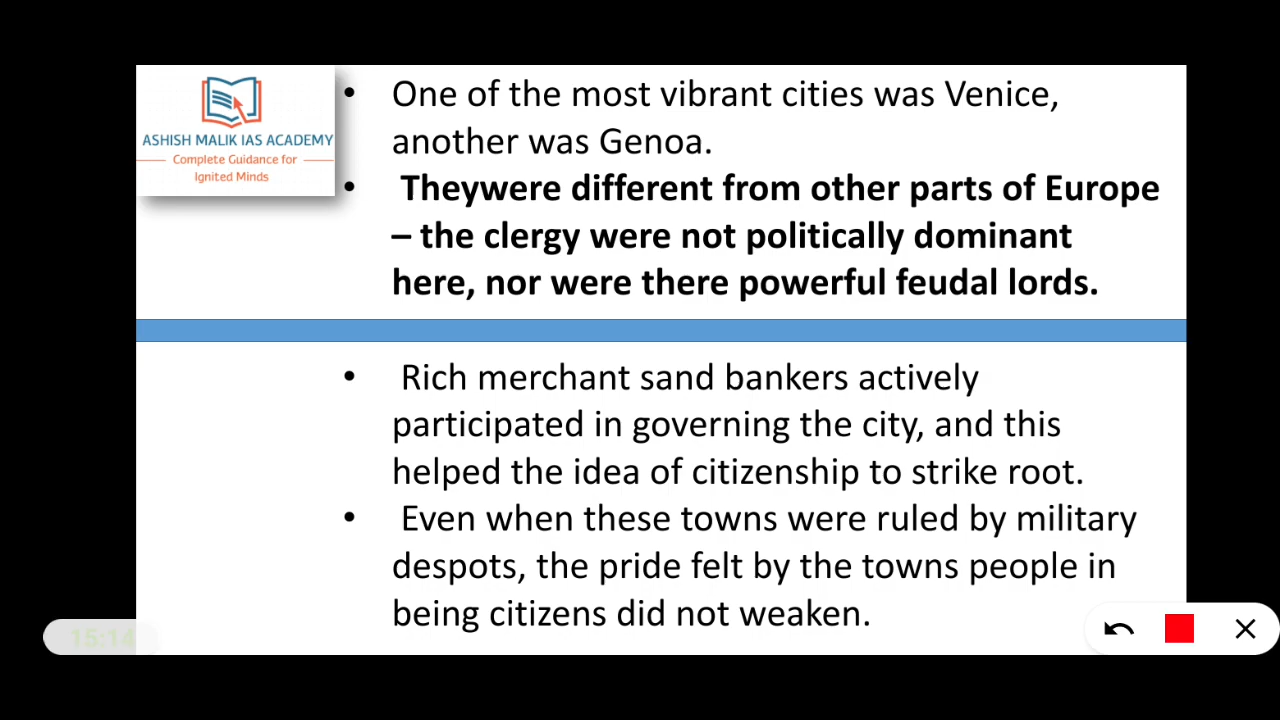 ASHISH MALIK IAS ACADEMY
Complete Guidance for
Ignited Minds
• One of the most vibrant cities was Venice,
another was Genoa.
• Theywere different from other parts of Europe
– the clergy were not politically dominant
here, nor were there powerful feudal lords.
• Rich merchant sand bankers actively
participated in governing the city, and this
helped the idea of citizenship to strike root.
• Even when these towns were ruled by military
despots, the pride felt by the towns people in
being citizens did not weaken.
15:14